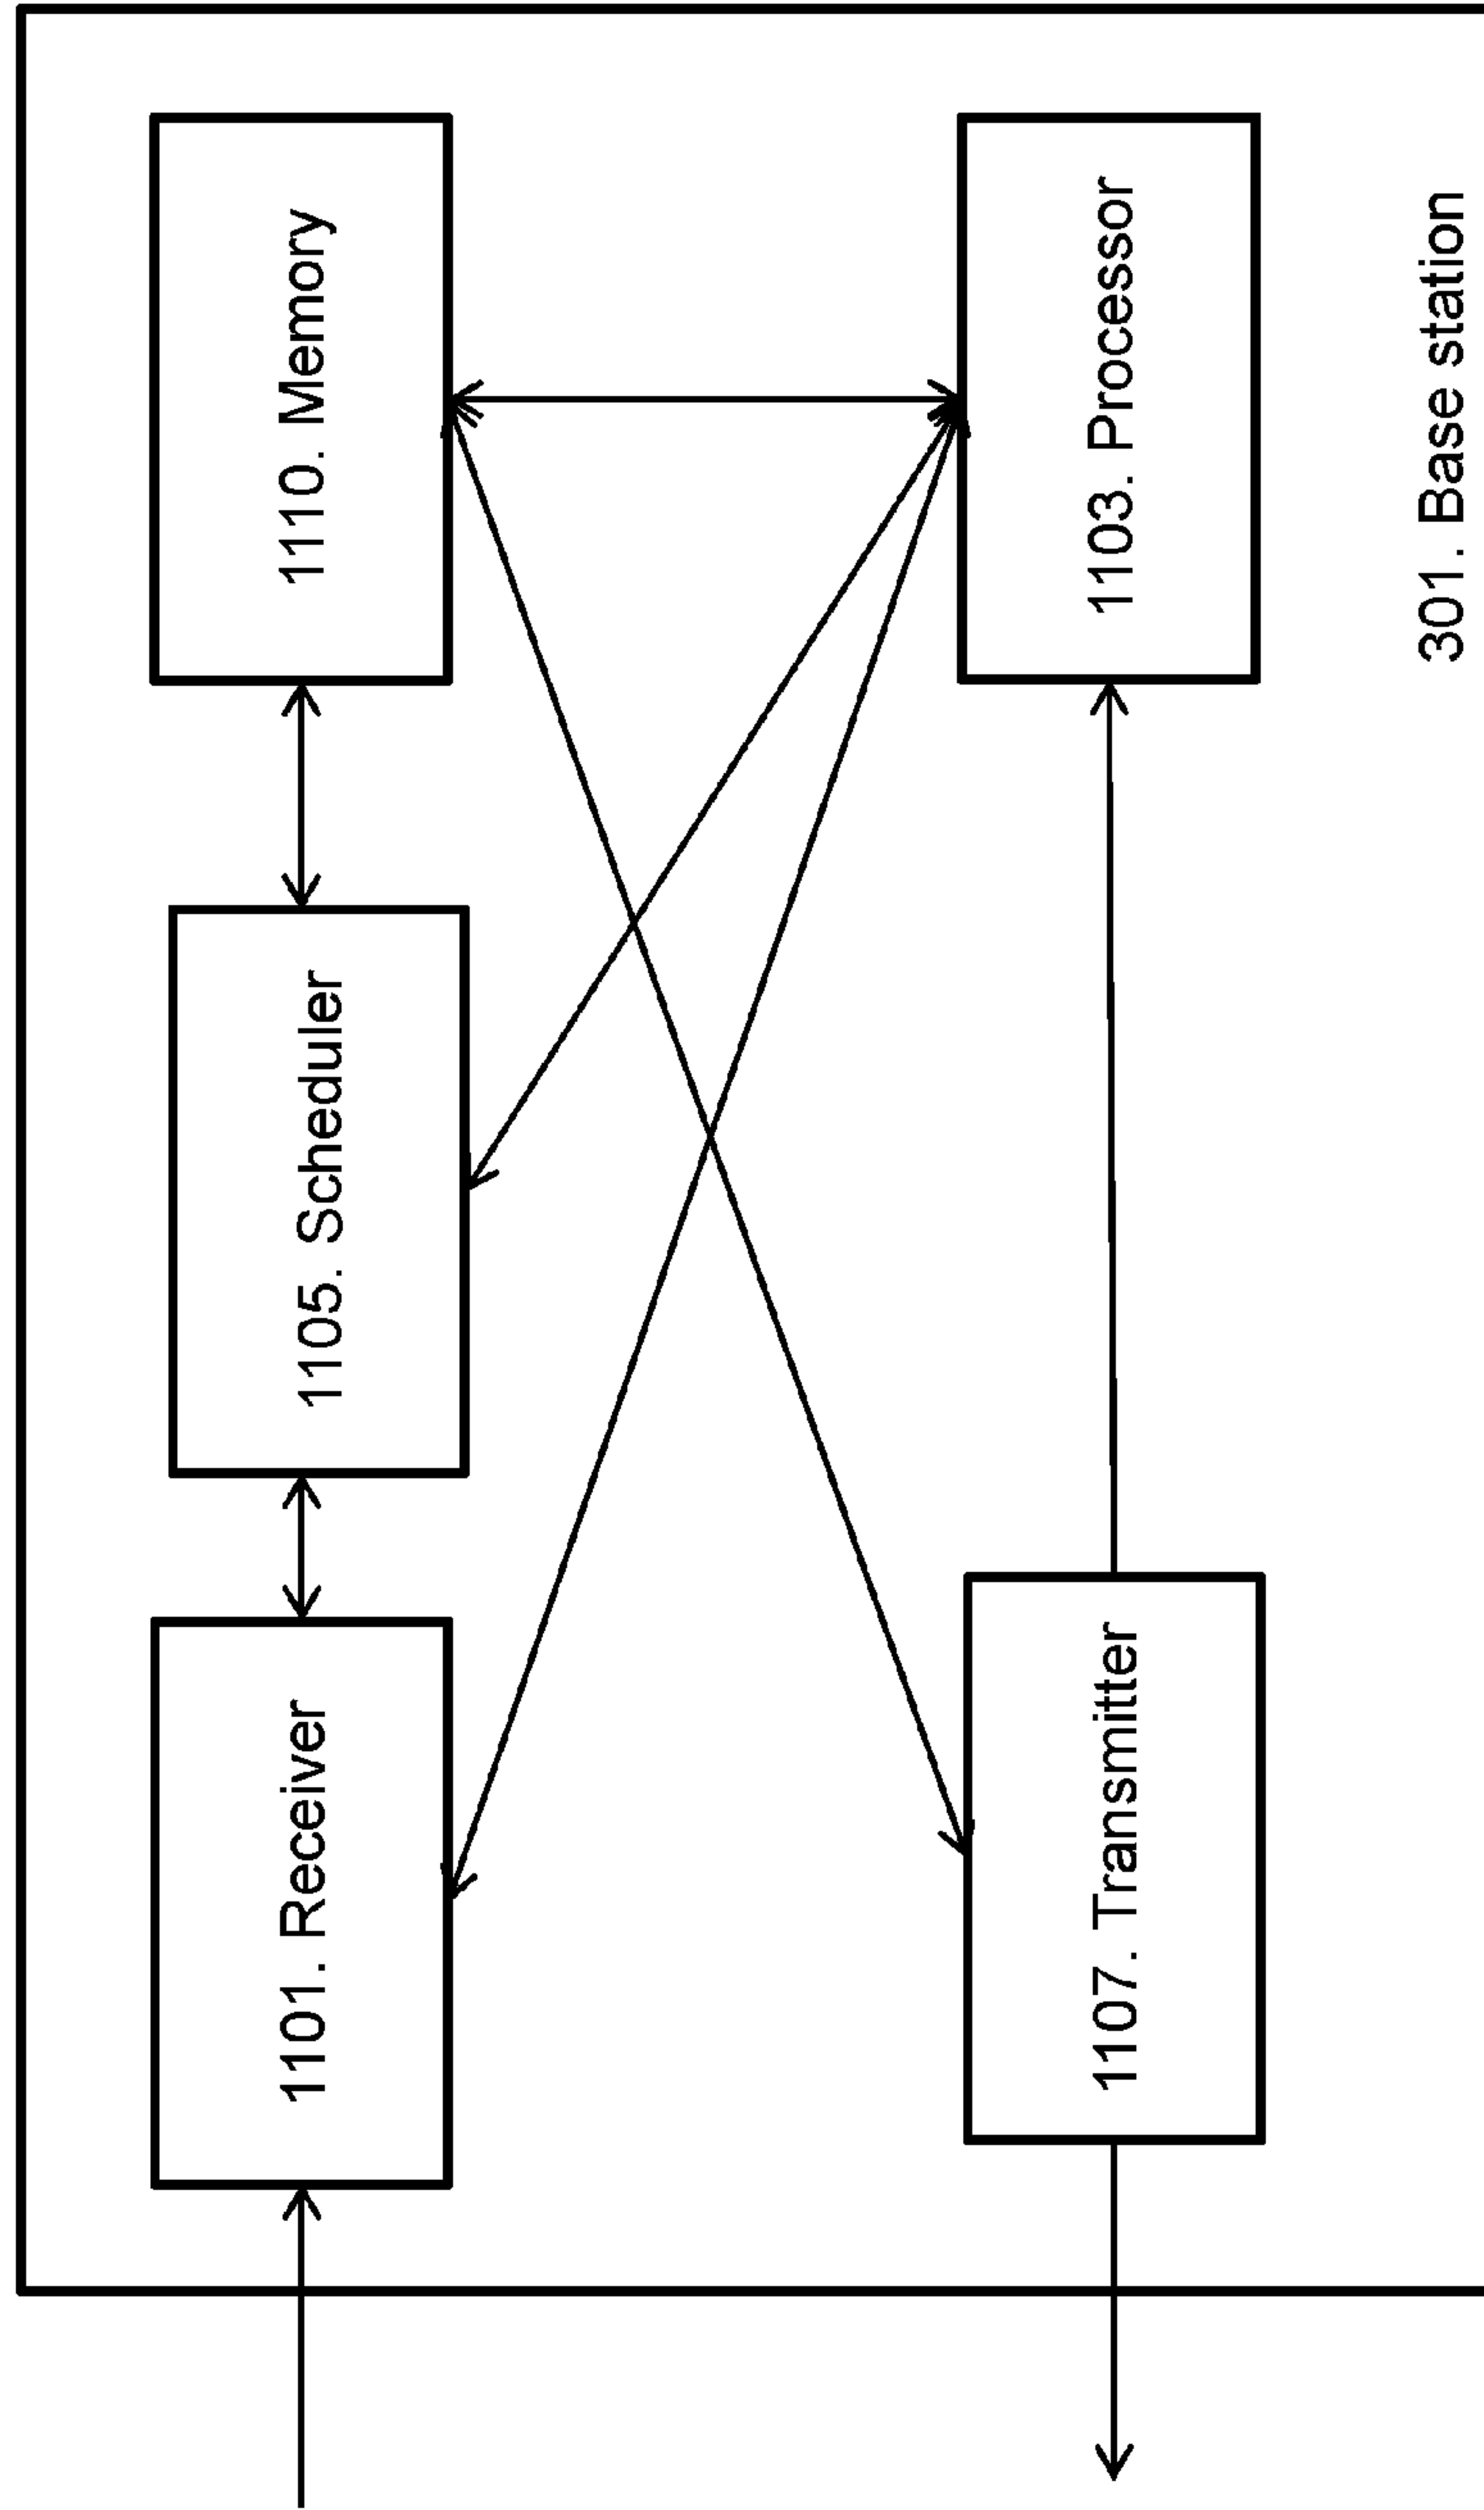 1101. Receiver
1105. Scheduler
1110. Memory
1107. Transmitter
1103. Processor
301. Base station